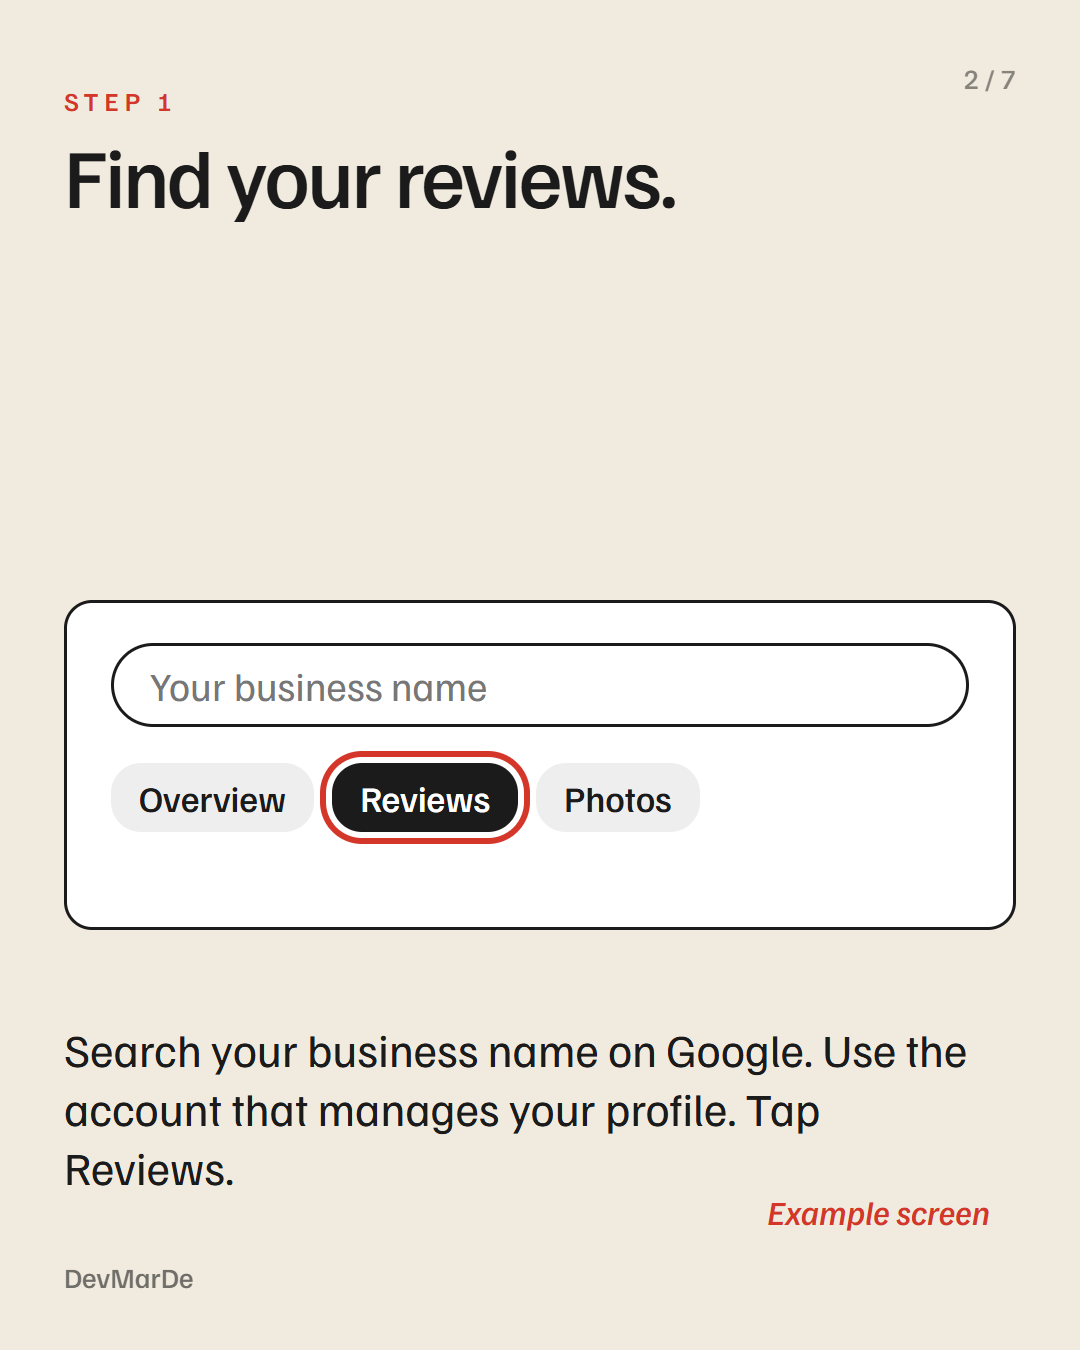 2 / 7
STEP 1
Find your reviews.
Your business name
Overview
Reviews
Photos
Search your business name on Google. Use the
account that manages your profile. Tap
Reviews.
Example screen
DevMarDe